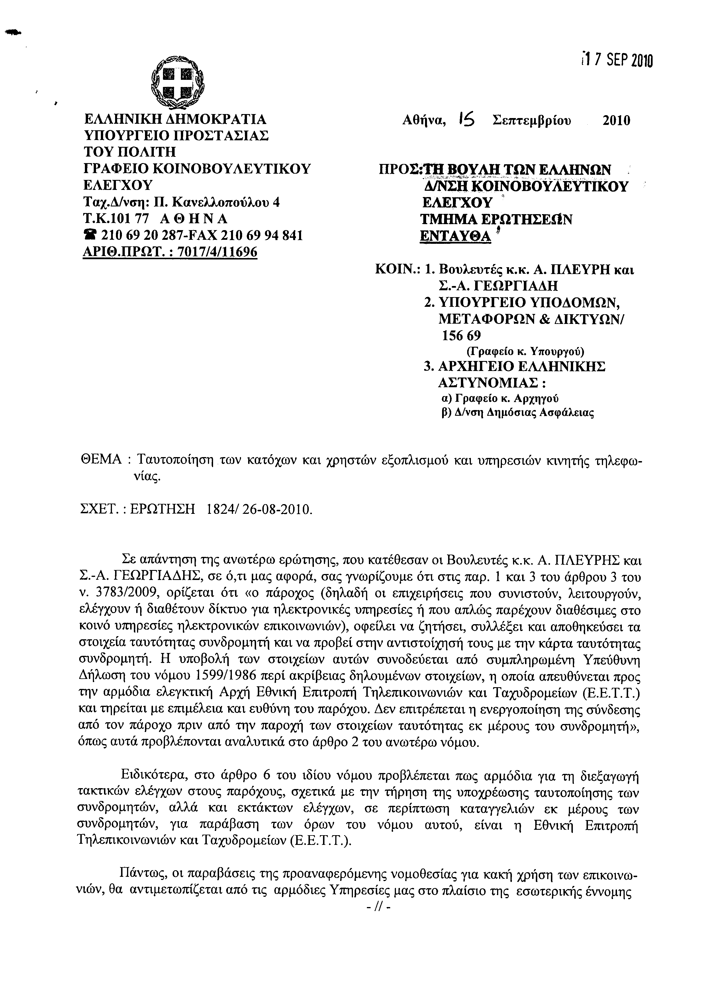 17 SEP 2010
ΕΛΛΗΝΙΚΗ ΔΗΜΟΚΡΑΤΙΑ
ΥΠΟΥΡΓΕΙΟ ΠΡΟΣΤΑΣΙΑΣ
ΤΟΥ ΠΟΛΙΤΗ
ΓΡΑΦΕΙΟ ΚΟΙΝΟΒΟΥΛΕΥΤΙΚΟΥ
ΕΛΕΓΧΟΥ
Ταχ.Δ/νση: Π. Κανελλοπούλου 4
Τ.Κ.101 77 Α Θ Η Ν Α
☎ 210 69 20 287-FAX 210 69 94 841
ΑΡΙΘ.ΠΡΩΤ. : 7017/4/11696
Αθήνα, 15 Σεπτεμβρίου 2010
ΠΡΟΣ:ΤΗ ΒΟΥΛΗ ΤΩΝ ΕΛΛΗΝΩΝ
Δ/ΝΣΗ ΚΟΙΝΟΒΟΥΛΕΥΤΙΚΟΥ
ΕΛΕΓΧΟΥ
ΤΜΗΜΑ ΕΡΩΤΗΣΕΩΝ
ΕΝΤΑΥΘΑ
ΚΟΙΝ.: 1. Βουλευτές κ.κ. Α. ΠΛΕΥΡΗ και
Σ.-Α. ΓΕΩΡΓΙΑΔΗ
2. ΥΠΟΥΡΓΕΙΟ ΥΠΟΔΟΜΩΝ,
ΜΕΤΑΦΟΡΩΝ & ΔΙΚΤΥΩΝ/
156 69
(Γραφείο κ. Υπουργού)
3. ΑΡΧΗΓΕΙΟ ΕΛΛΗΝΙΚΗΣ
ΑΣΤΥΝΟΜΙΑΣ :
α) Γραφείο κ. Αρχηγού
β) Δ/νση Δημόσιας Ασφάλειας
ΘΕΜΑ : Ταυτοποίηση των κατόχων και χρηστών εξοπλισμού και υπηρεσιών κινητής τηλεφω-
νίας.
ΣΧΕΤ. : ΕΡΩΤΗΣΗ 1824/ 26-08-2010.
Σε απάντηση της ανωτέρω ερώτησης, που κατέθεσαν οι Βουλευτές κ.κ. Α. ΠΛΕΥΡΗΣ και
Σ.-Α. ΓΕΩΡΓΙΑΔΗΣ, σε ό,τι μας αφορά, σας γνωρίζουμε ότι στις παρ. 1 και 3 του άρθρου 3 του
ν. 3783/2009, ορίζεται ότι «ο πάροχος (δηλαδή οι επιχειρήσεις που συνιστούν, λειτουργούν,
ελέγχουν ή διαθέτουν δίκτυο για ηλεκτρονικές υπηρεσίες ή που απλώς παρέχουν διαθέσιμες στο
κοινό υπηρεσίες ηλεκτρονικών επικοινωνιών), οφείλει να ζητήσει, συλλέξει και αποθηκεύσει τα
στοιχεία ταυτότητας συνδρομητή και να προβεί στην αντιστοίχησή τους με την κάρτα ταυτότητας
συνδρομητή. Η υποβολή των στοιχείων αυτών συνοδεύεται από συμπληρωμένη Υπεύθυνη
Δήλωση του νόμου 1599/1986 περί ακρίβειας δηλουμένων στοιχείων, η οποία απευθύνεται προς
την αρμόδια ελεγκτική Αρχή Εθνική Επιτροπή Τηλεπικοινωνιών και Ταχυδρομείων (Ε.Ε.Τ.Τ.)
και τηρείται με επιμέλεια και ευθύνη του παρόχου. Δεν επιτρέπεται η ενεργοποίηση της σύνδεσης
από τον πάροχο πριν από την παροχή των στοιχείων ταυτότητας εκ μέρους του συνδρομητή»,
όπως αυτά προβλέπονται αναλυτικά στο άρθρο 2 του ανωτέρω νόμου.
Ειδικότερα, στο άρθρο 6 του ιδίου νόμου προβλέπεται πως αρμόδια για τη διεξαγωγή
τακτικών ελέγχων στους παρόχους, σχετικά με την τήρηση της υποχρέωσης ταυτοποίησης των
συνδρομητών, αλλά και εκτάκτων ελέγχων, σε περίπτωση καταγγελιών εκ μέρους των
συνδρομητών, για παράβαση των όρων του νόμου αυτού, είναι η Εθνική Επιτροπή
Τηλεπικοινωνιών και Ταχυδρομείων (Ε.Ε.Τ.Τ.).
Πάντως, οι παραβάσεις της προαναφερόμενης νομοθεσίας για κακή χρήση των επικοινω-
νιών, θα αντιμετωπίζεται από τις αρμόδιες Υπηρεσίες μας στο πλαίσιο της εσωτερικής έννομης
- // -